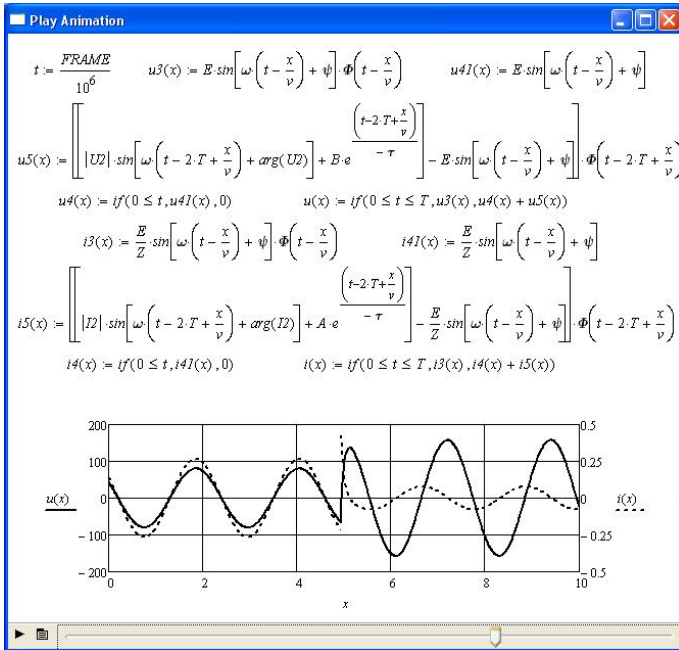 Play Animation
t := FRAME / 10^6    u3(x) := E·sin[ω·(t − x/v) + ψ]·Φ(t − x/v)    u41(x) := E·sin[ω·(t − x/v) + ψ]
u5(x) := [[|U2|·sin[ω·(t − 2·T + x/v) + arg(U2)] + B·e^((t−2·T+x/v)/(−τ))] − E·sin[ω·(t − x/v) + ψ]]·Φ(t − 2·T + x/v)
u4(x) := if(0 ≤ t, u41(x), 0)    u(x) := if(0 ≤ t ≤ T, u3(x), u4(x) + u5(x))
i3(x) := E/Z·sin[ω·(t − x/v) + ψ]·Φ(t − x/v)    i41(x) := E/Z·sin[ω·(t − x/v) + ψ]
i5(x) := [[|I2|·sin[ω·(t − 2·T + x/v) + arg(I2)] + A·e^((t−2·T+x/v)/(−τ))] − E/Z·sin[ω·(t − x/v) + ψ]]·Φ(t − 2·T + x/v)
i4(x) := if(0 ≤ t, i41(x), 0)    i(x) := if(0 ≤ t ≤ T, i3(x), i4(x) + i5(x))
200 0.5
100 0.25
u(x) 0 0 i(x)
−100 −0.25
−200 −0.5
0 2 4 6 8 10
x